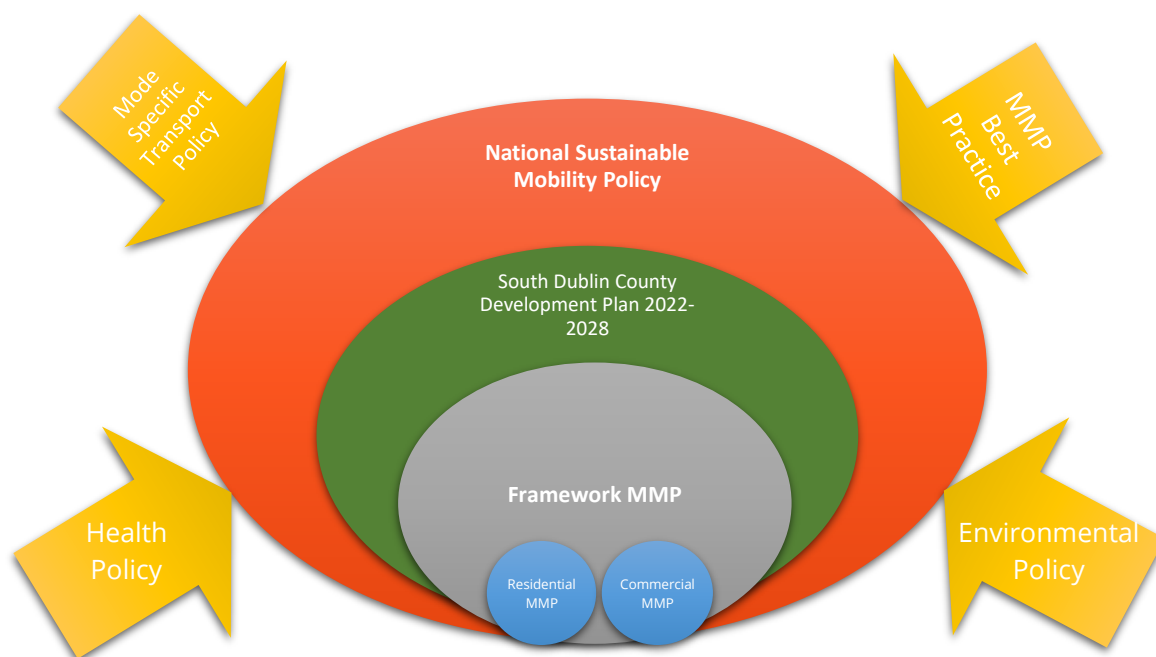 Mode
Specific
Transport
Policy
MMP
Best
Practice
National Sustainable
Mobility Policy
South Dublin County
Development Plan 2022-
2028
Framework MMP
Health
Policy
Environmental
Policy
Residential
MMP
Commercial
MMP